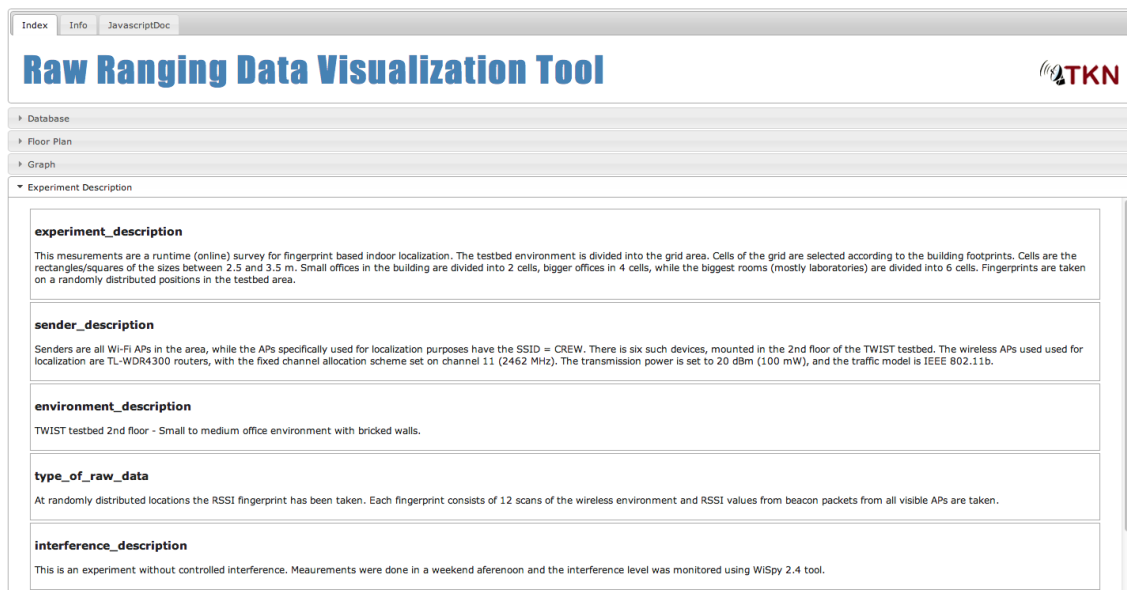 Index Info JavascriptDoc
Raw Ranging Data Visualization Tool
TKN
Database
Floor Plan
Graph
Experiment Description
experiment_description
This mesurements are a runtime (online) survey for fingerprint based indoor localization. The testbed environment is divided into the grid area. Cells of the grid are selected according to the building footprints. Cells are the
rectangles/squares of the sizes between 2.5 and 3.5 m. Small offices in the building are divided into 2 cells, bigger offices in 4 cells, while the biggest rooms (mostly laboratories) are divided into 6 cells. Fingerprints are taken
on a randomly distributed positions in the testbed area.
sender_description
Senders are all Wi-Fi APs in the area, while the APs specifically used for localization purposes have the SSID = CREW. There is six such devices, mounted in the 2nd floor of the TWIST testbed. The wireless APs used used for
localization are TL-WDR4300 routers, with the fixed channel allocation scheme set on channel 11 (2462 MHz). The transmission power is set to 20 dBm (100 mW), and the traffic model is IEEE 802.11b.
environment_description
TWIST testbed 2nd floor - Small to medium office environment with bricked walls.
type_of_raw_data
At randomly distributed locations the RSSI fingerprint has been taken. Each fingerprint consists of 12 scans of the wireless environment and RSSI values from beacon packets from all visible APs are taken.
interference_description
This is an experiment without controlled interference. Meaurements were done in a weekend aferenoon and the interference level was monitored using WiSpy 2.4 tool.